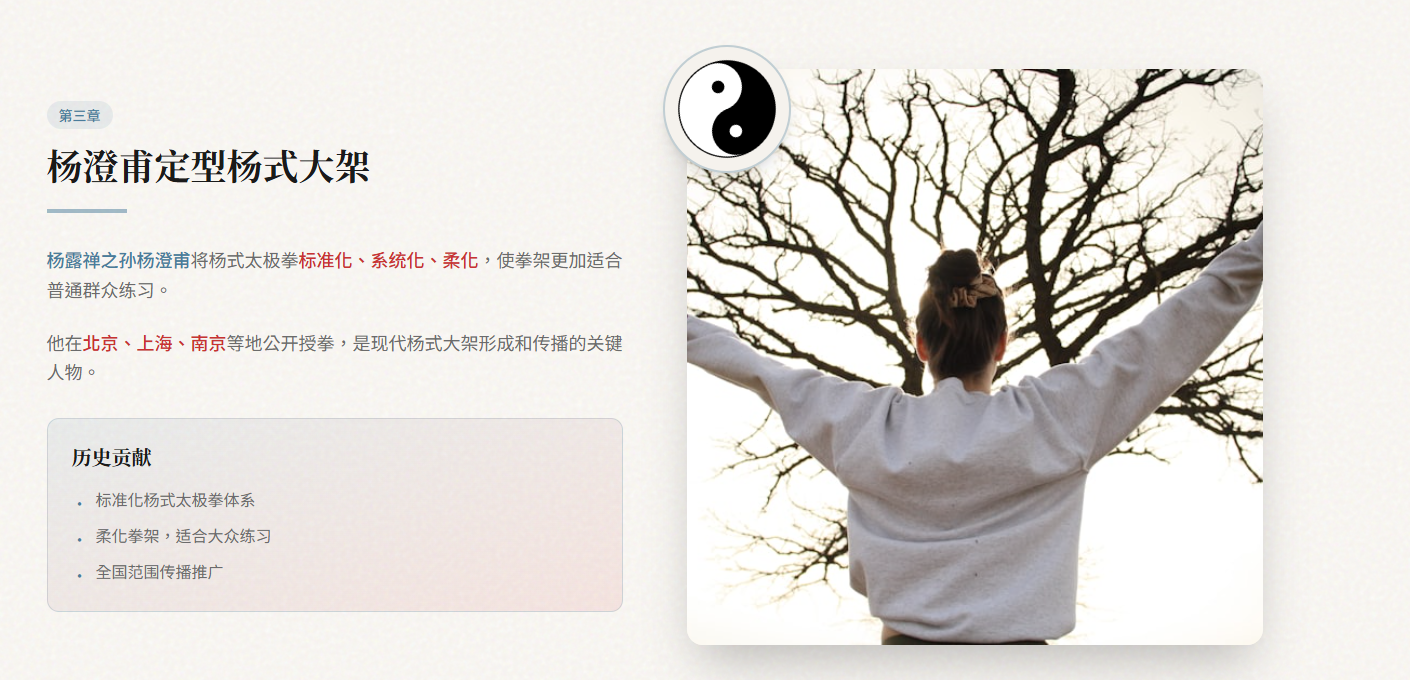 第三章
杨澄甫定型杨式大架
杨露禅之孙杨澄甫将杨式太极拳标准化、系统化、柔化，使拳架更加适合
普通群众练习。
他在北京、上海、南京等地公开授拳，是现代杨式大架形成和传播的关键
人物。
历史贡献
• 标准化杨式太极拳体系
• 柔化拳架，适合大众练习
• 全国范围传播推广